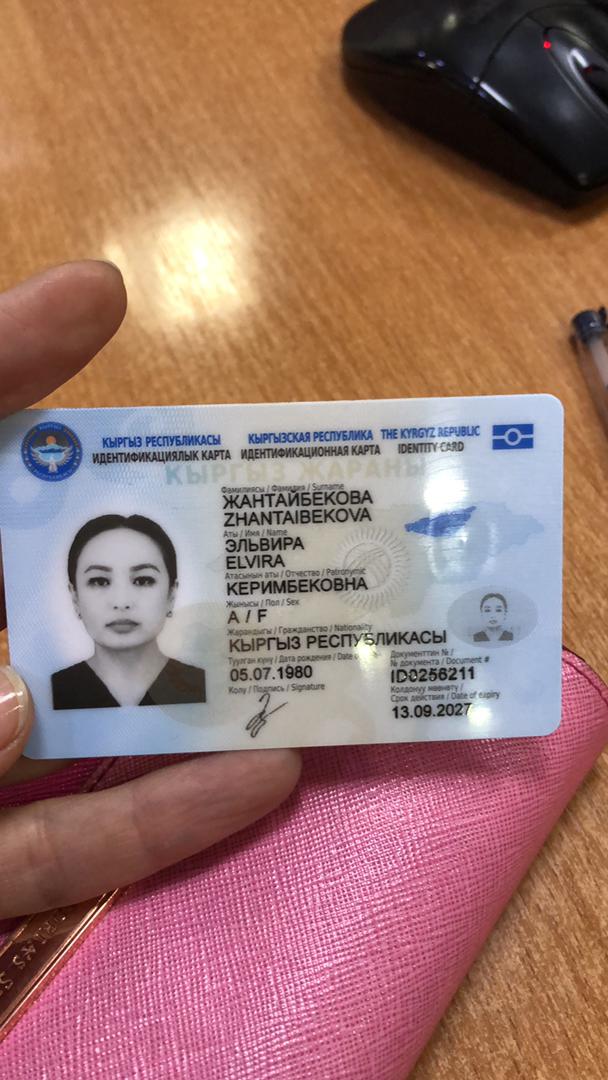 КЫРГЫЗ РЕСПУБЛИКАСЫ КЫРГЫЗСКАЯ РЕСПУБЛИКА THE KYRGYZ REPUBLIC
ИДЕНТИФИКАЦИЯЛЫК КАРТА ИДЕНТИФИКАЦИОННАЯ КАРТА IDENTITY CARD
КЫРГЫЗ ЖАРАНЫ
Фамилиясы / Фамилия / Surname
ЖАНТАЙБЕКОВА
ZHANTAIBEKOVA
Аты / Имя / Name
ЭЛЬВИРА
ELVIRA
Атасынын аты / Отчество / Patronymic
КЕРИМБЕКОВНА
Жынысы / Пол / Sex
А / F
Жарандыгы / Гражданство / Nationality
КЫРГЫЗ РЕСПУБЛИКАСЫ
Туулган күнү / Дата рождения / Date
05.07.1980
Документтин № /
№ документа / Document #
ID0256211
Колу / Подпись / Signature
Колдонуу мөөнөтү /
Срок действия / Date of expiry
13.09.2027